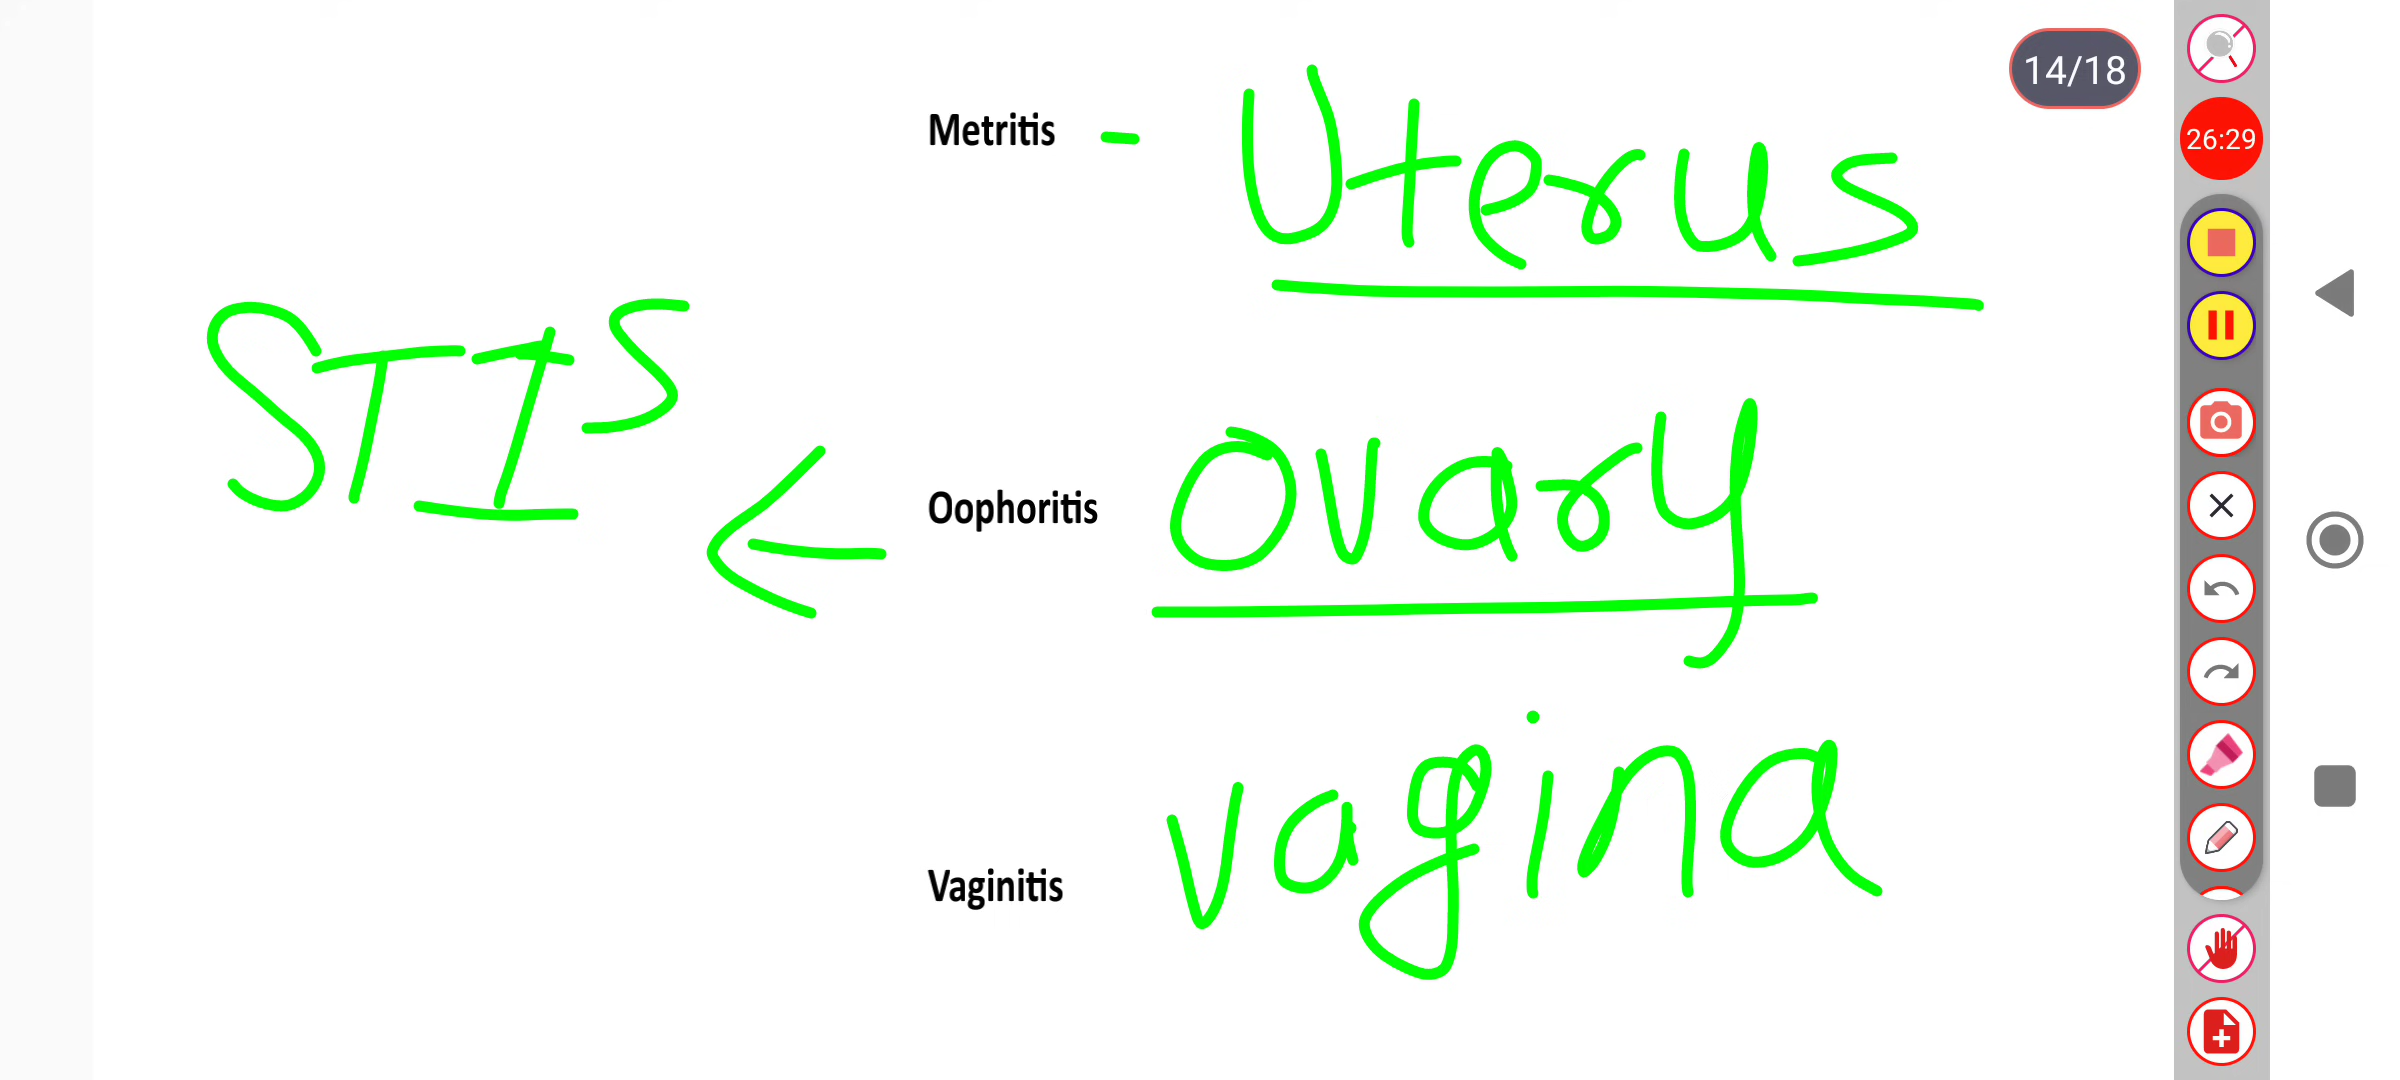 14/18
26:29
Metritis - Uterus
STIS
Oophoritis Ovary
Vaginitis vagina